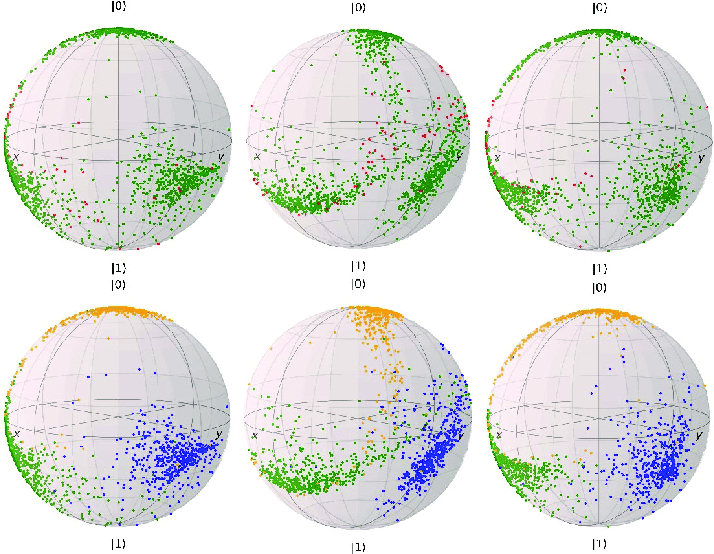 |0⟩ |0⟩ |0⟩
x y x y x y
|1⟩ |1⟩ |1⟩
|0⟩ |0⟩ |0⟩
x y x y x y
|1⟩ |1⟩ |1⟩